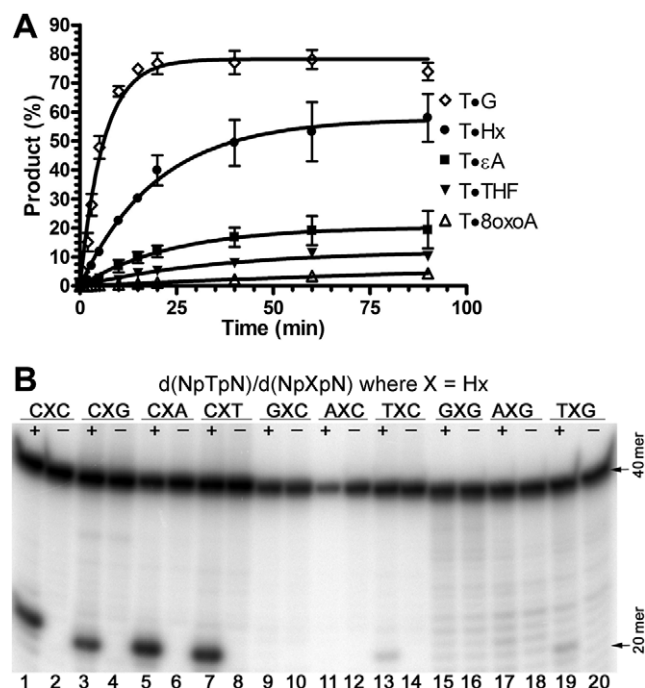 A
Product (%)
90
80
70
60
50
40
30
20
10
0
0 25 50 75 100
Time (min)
T●G
T●Hx
T●εA
T●THF
T●8oxoA
B
d(NpTpN)/d(NpXpN) where X = Hx
CXC CXG CXA CXT GXC AXC TXC GXG AXG TXG
+ − + − + − + − + − + − + − + − + − + −
40 mer
20 mer
1 2 3 4 5 6 7 8 9 10 11 12 13 14 15 16 17 18 19 20